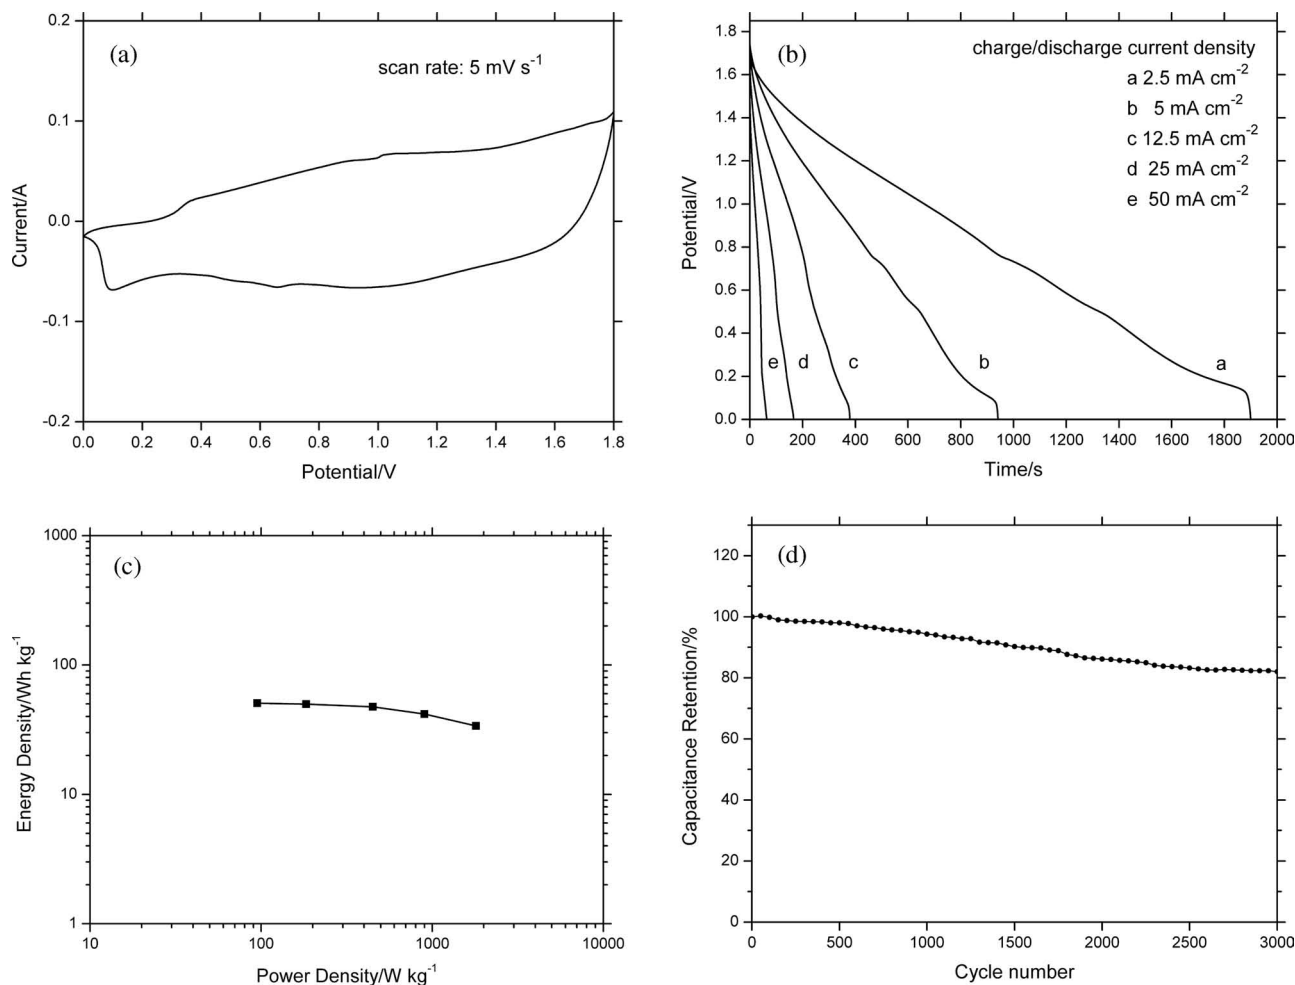 (a)
scan rate: 5 mV s⁻¹
0.2
0.1
0.0
-0.1
-0.2
Current/A
0.0 0.2 0.4 0.6 0.8 1.0 1.2 1.4 1.6 1.8
Potential/V
(b)
charge/discharge current density
a 2.5 mA cm⁻²
b 5 mA cm⁻²
c 12.5 mA cm⁻²
d 25 mA cm⁻²
e 50 mA cm⁻²
1.8
1.6
1.4
1.2
1.0
0.8
0.6
0.4
0.2
0.0
Potential/V
e d c b a
0 200 400 600 800 1000 1200 1400 1600 1800 2000
Time/s
(c)
1000
100
10
1
Energy Density/Wh kg⁻¹
10 100 1000 10000
Power Density/W kg⁻¹
(d)
120
100
80
60
40
20
0
Capacitance Retention/%
0 500 1000 1500 2000 2500 3000
Cycle number